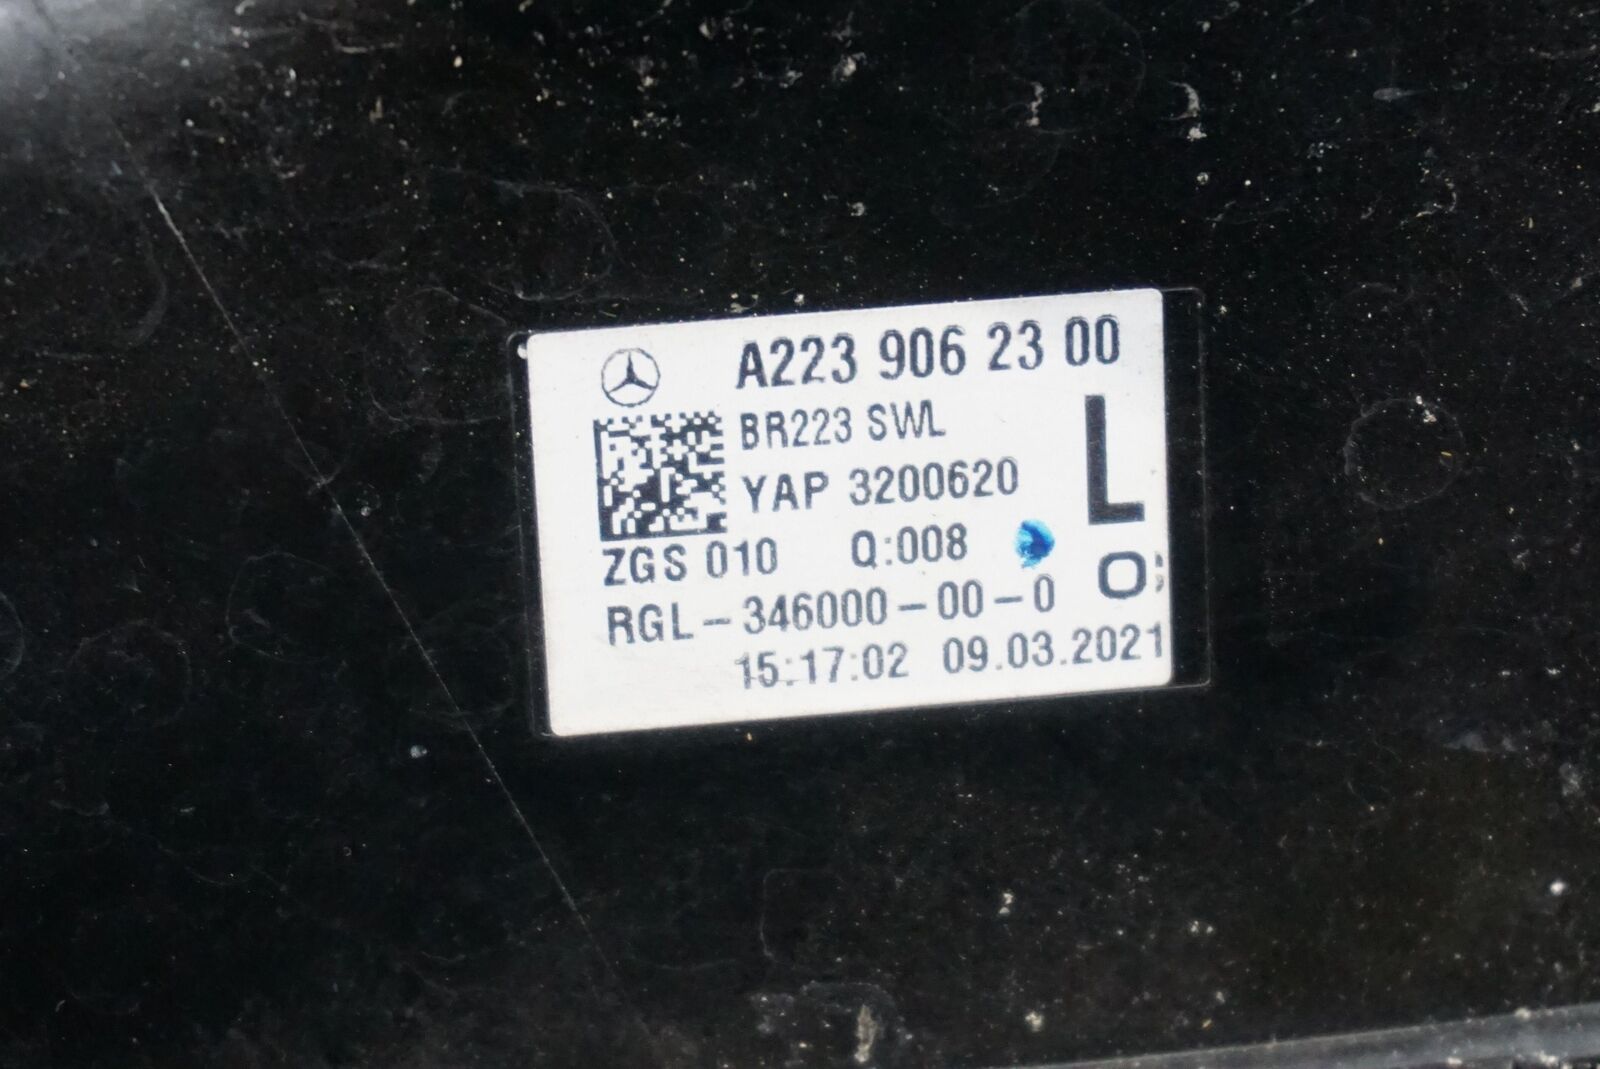 A223 906 23 00
BR223 SWL
YAP 3200620
L
ZGS 010 Q:008
O
RGL-346000-00-0
15:17:02 09.03.2021